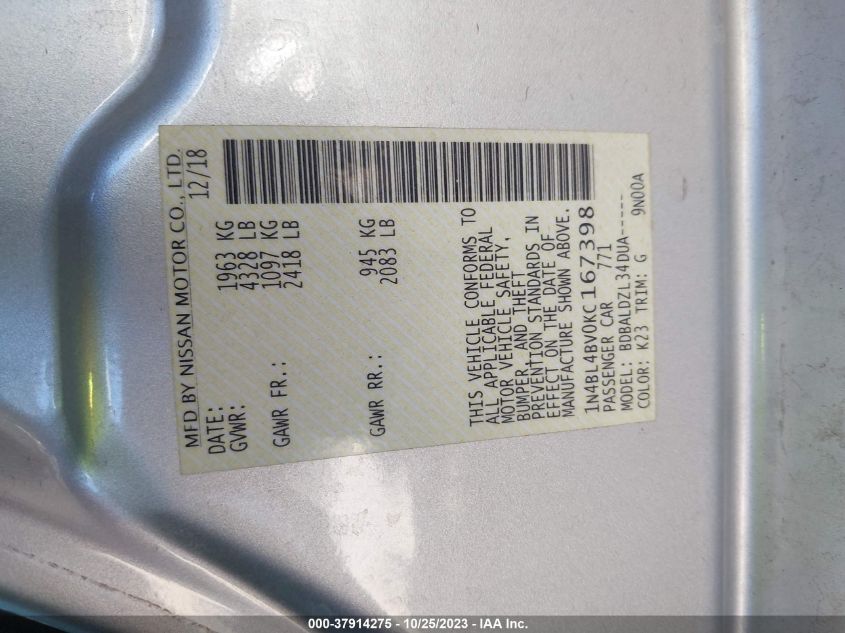 MFD BY NISSAN MOTOR CO., LTD.
DATE: 12/18
GVWR: 1963 KG
4328 LB
GAWR FR.: 1097 KG
2418 LB
GAWR RR.: 945 KG
2083 LB
THIS VEHICLE CONFORMS TO
ALL APPLICABLE FEDERAL
MOTOR VEHICLE SAFETY,
BUMPER, AND THEFT
PREVENTION STANDARDS IN
EFFECT ON THE DATE OF
MANUFACTURE SHOWN ABOVE.
1N4BL4BV0KC167398
PASSENGER CAR 771
MODEL: BDBALDZL34DUA-----
COLOR: K23 TRIM: G 9N00A
000-37914275 - 10/25/2023 - IAA Inc.